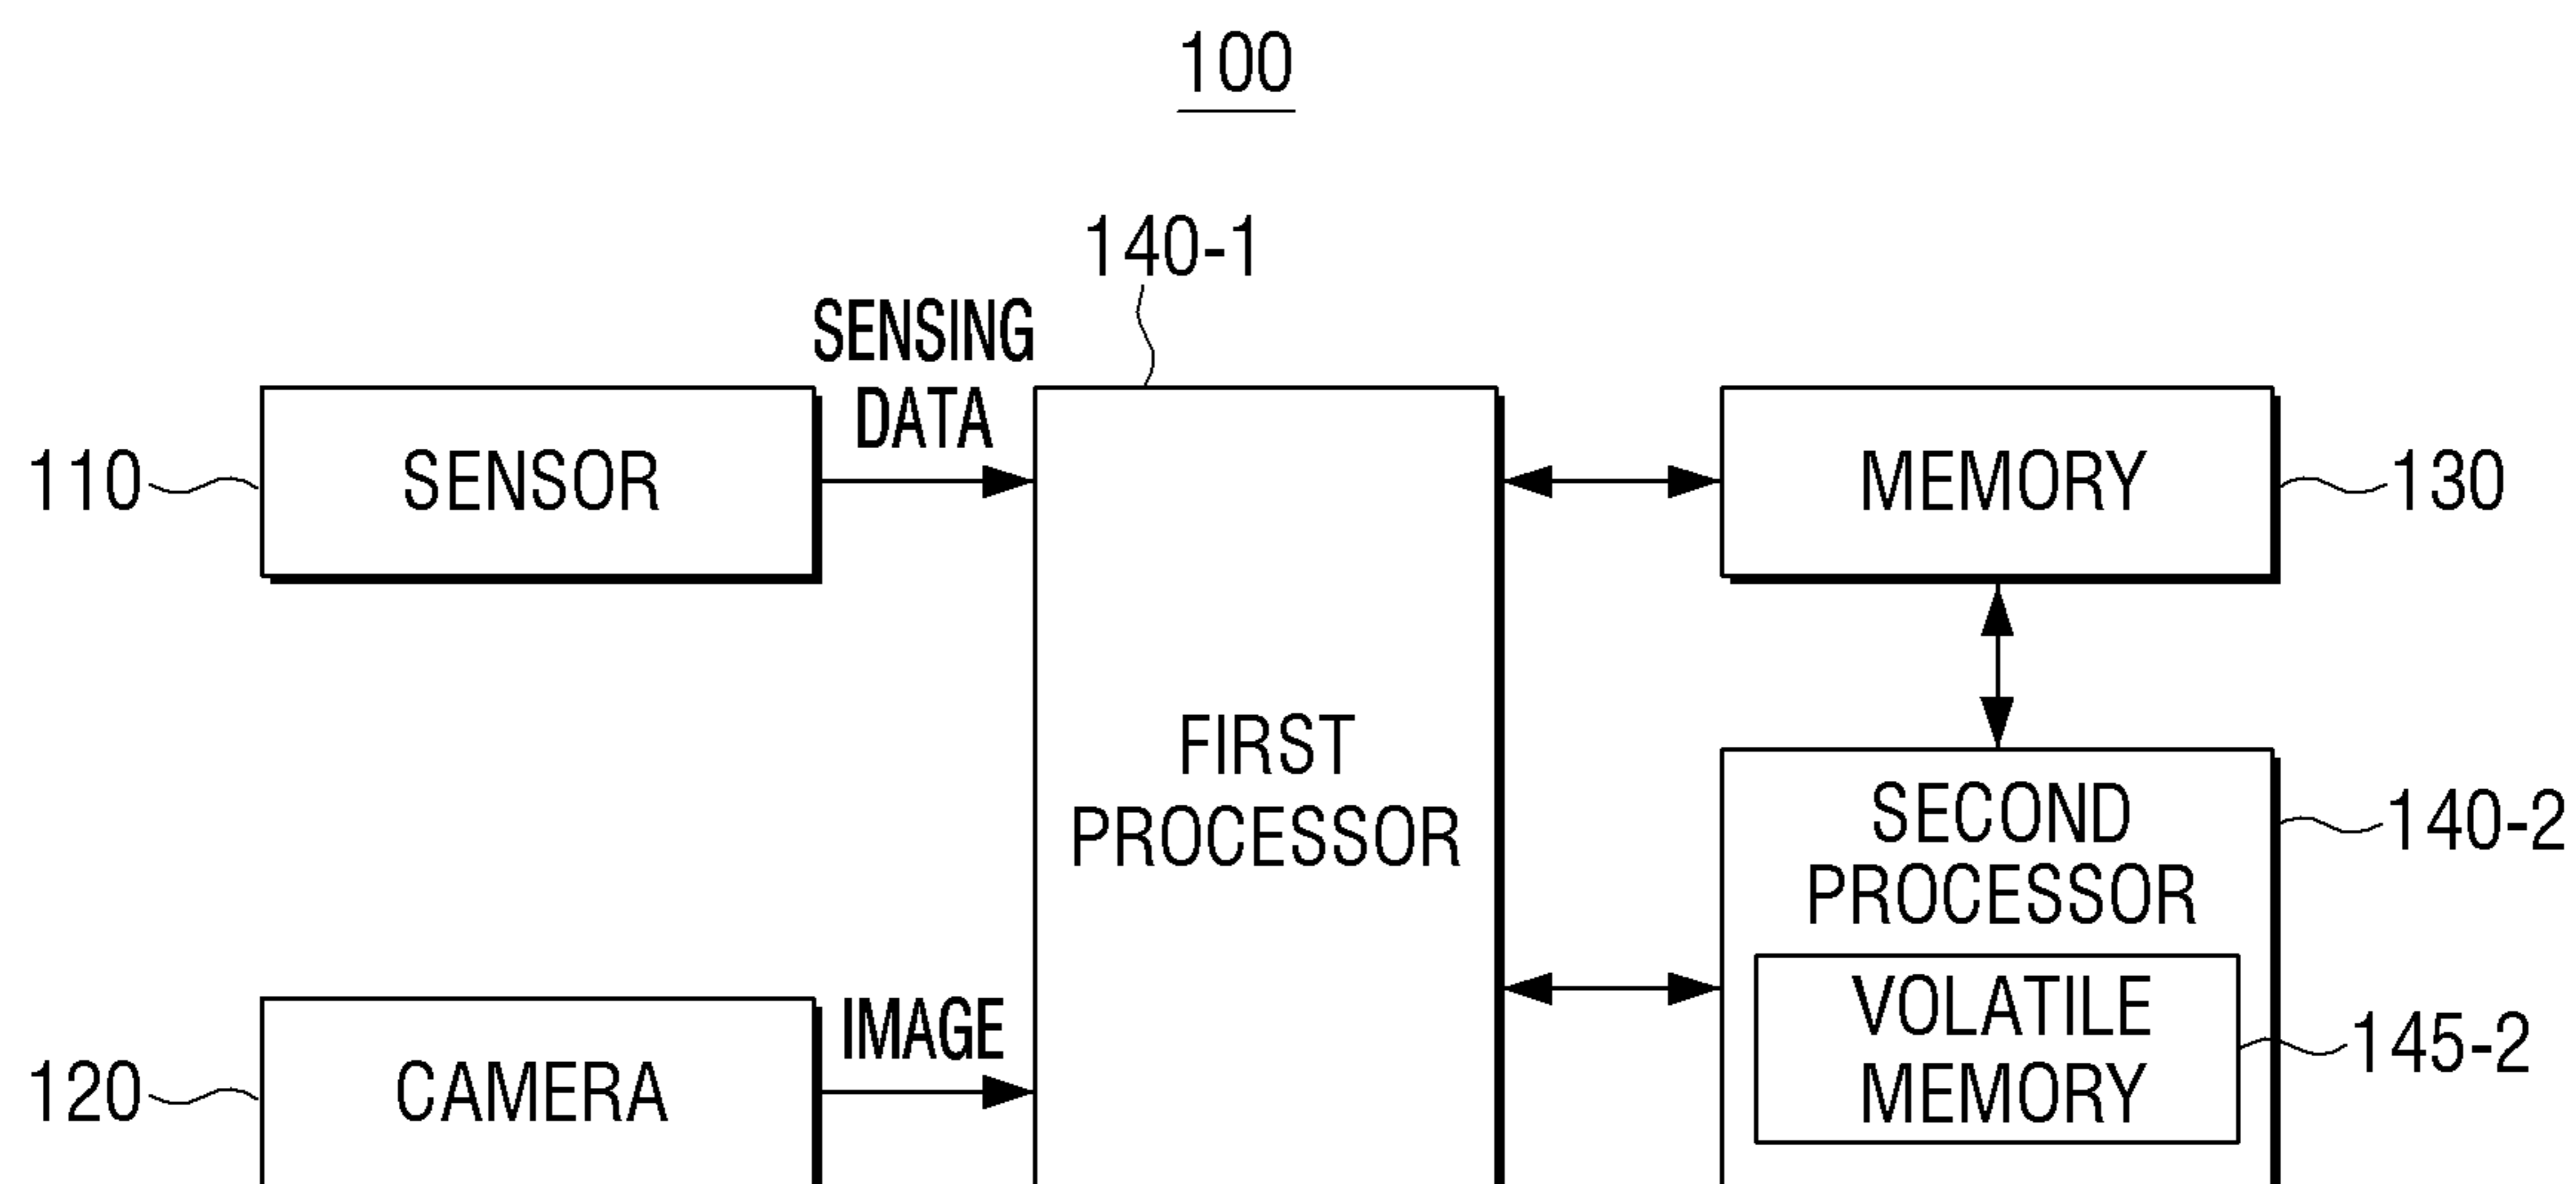 100
140-1
SENSING
DATA
110
SENSOR
MEMORY
130
FIRST
PROCESSOR
SECOND
PROCESSOR
140-2
VOLATILE
MEMORY
145-2
IMAGE
120
CAMERA